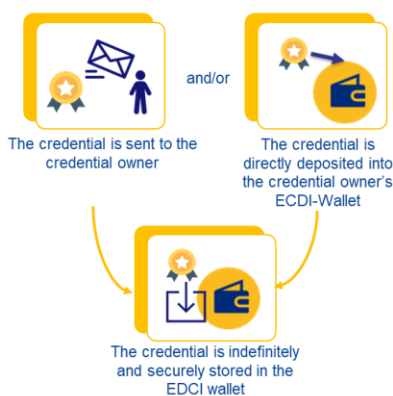 The credential is sent to the
credential owner
and/or
The credential is
directly deposited into
the credential owner's
ECDI-Wallet
The credential is indefinitely
and securely stored in the
EDCI wallet